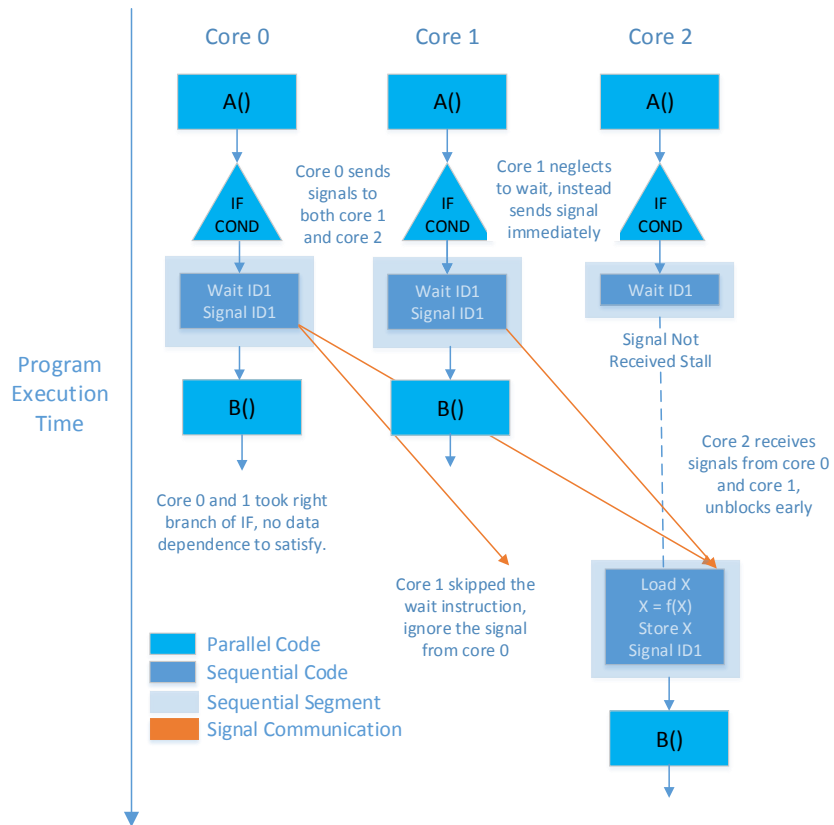 Core 0
Core 1
Core 2
A()
A()
A()
Core 0 sends
signals to
both core 1
and core 2
Core 1 neglects
to wait, instead
sends signal
immediately
IF
COND
IF
COND
IF
COND
Wait ID1
Signal ID1
Wait ID1
Signal ID1
Wait ID1
Signal Not
Received Stall
Program
Execution
Time
B()
B()
Core 2 receives
signals from core 0
and core 1,
unblocks early
Core 0 and 1 took right
branch of IF, no data
dependence to satisfy.
Core 1 skipped the
wait instruction,
ignore the signal
from core 0
Load X
X = f(X)
Store X
Signal ID1
Parallel Code
Sequential Code
Sequential Segment
Signal Communication
B()